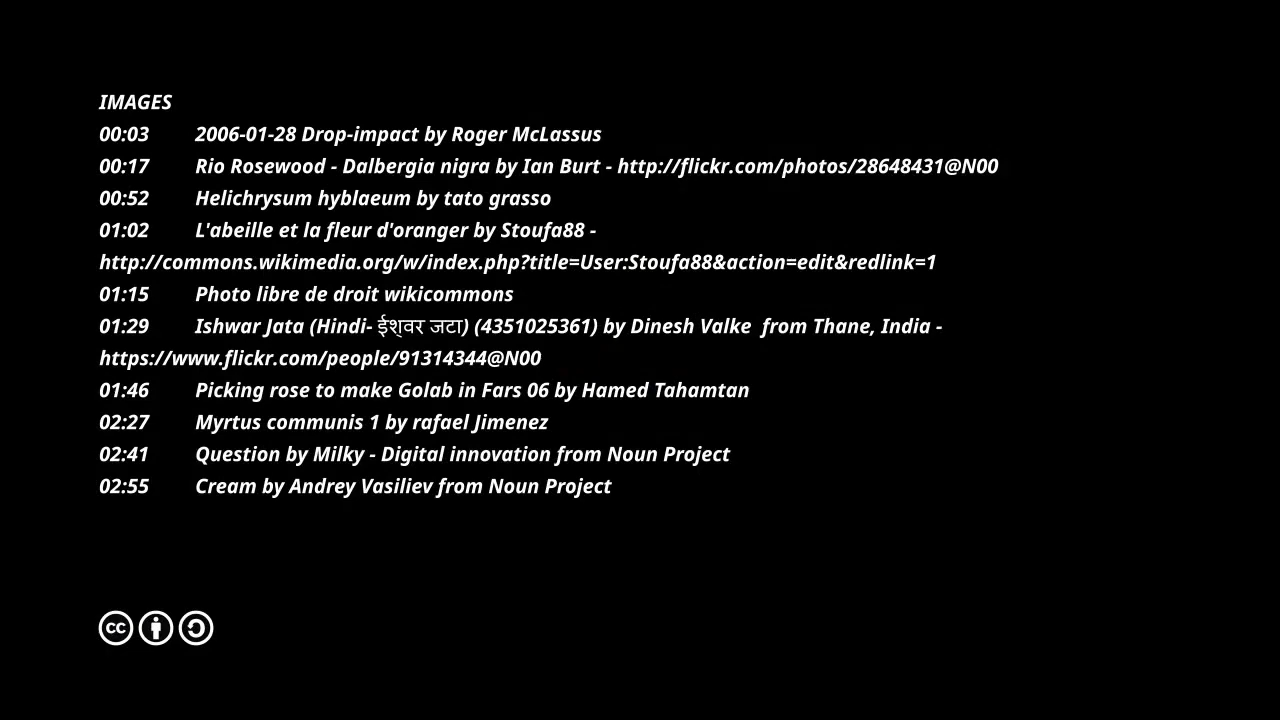 IMAGES
00:03 2006-01-28 Drop-impact by Roger McLassus
00:17 Rio Rosewood - Dalbergia nigra by Ian Burt - http://flickr.com/photos/28648431@N00
00:52 Helichrysum hyblaeum by tato grasso
01:02 L'abeille et la fleur d'oranger by Stoufa88 -
http://commons.wikimedia.org/w/index.php?title=User:Stoufa88&action=edit&redlink=1
01:15 Photo libre de droit wikicommons
01:29 Ishwar Jata (Hindi- ईश्वर जटा) (4351025361) by Dinesh Valke from Thane, India -
https://www.flickr.com/people/91314344@N00
01:46 Picking rose to make Golab in Fars 06 by Hamed Tahamtan
02:27 Myrtus communis 1 by rafael Jimenez
02:41 Question by Milky - Digital innovation from Noun Project
02:55 Cream by Andrey Vasiliev from Noun Project
cc